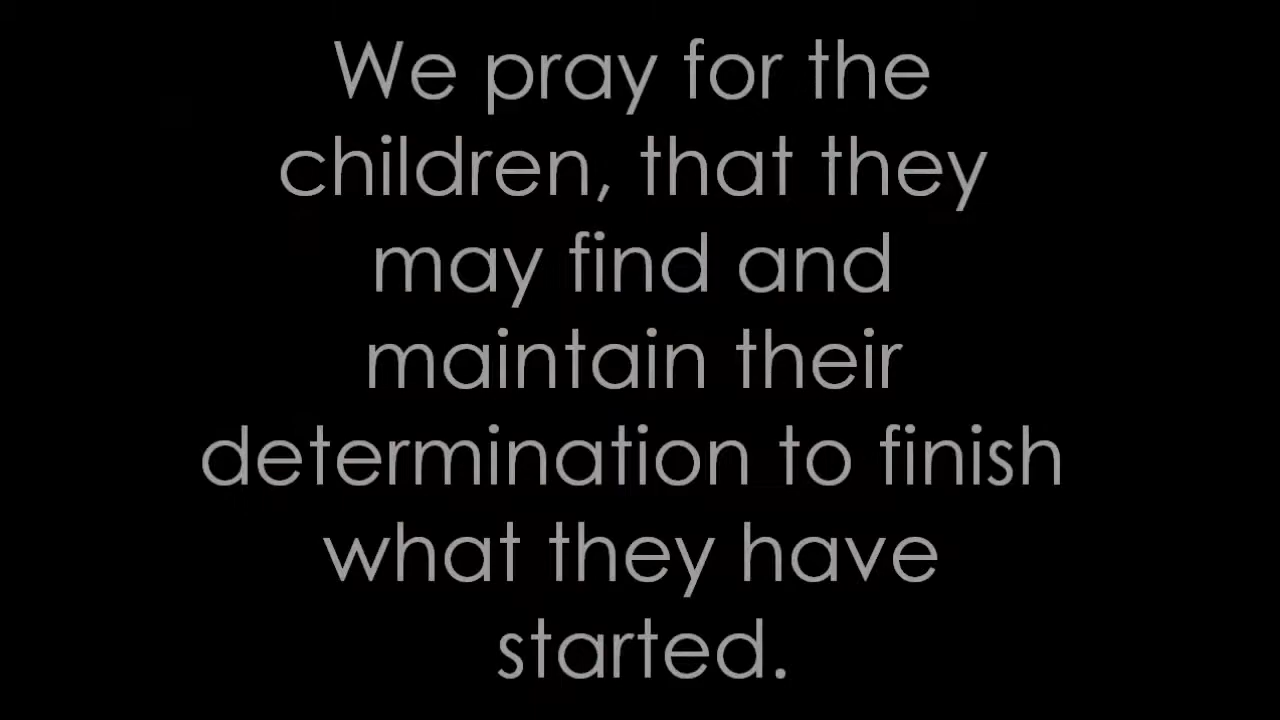 We pray for the
children, that they
may find and
maintain their
determination to finish
what they have
started.